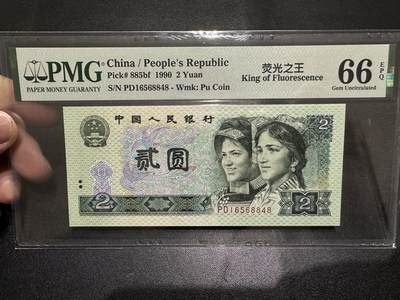 PMG
PAPER MONEY GUARANTY
China / People's Republic
Pick# 885bf 1990 2 Yuan
S/N PD16568848 - Wmk: Pu Coin
荧光之王
King of Fluorescence
66 EPQ
Gem Uncirculated
中国人民银行
2
贰圆
PD16568848
2
2